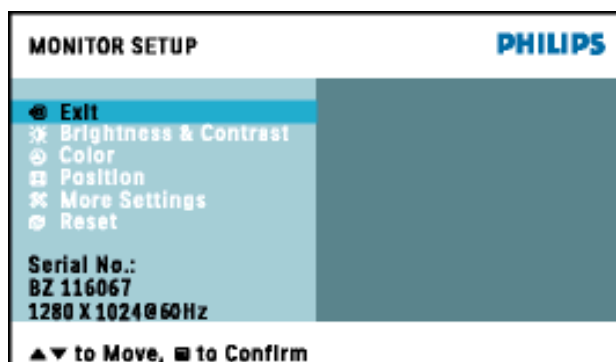 MONITOR SETUP PHILIPS
Exit
Brightness & Contrast
Color
Position
More Settings
Reset
Serial No.:
BZ 116067
1280 X 1024@60Hz
▲▼ to Move, to Confirm